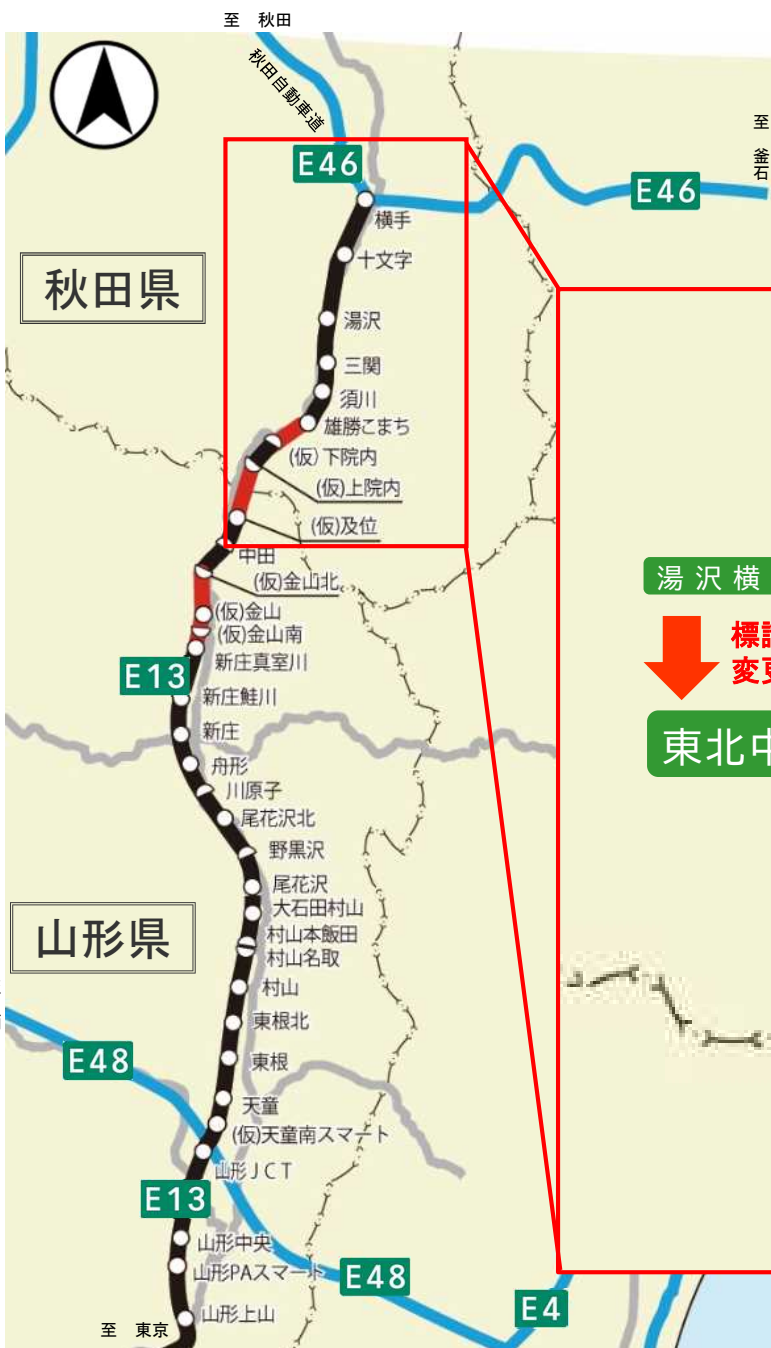 至 秋田
秋田自動車道
至 釜石
E46
E46
横手
十文字
秋田県
湯沢
三関
須川
雄勝こまち
(仮)下院内
(仮)上院内
(仮)及位
中田
(仮)金山北
湯沢横
(仮)金山
(仮)金山南
新庄真室川
変更
E13
新庄鮭川
新庄
東北中
舟形
川原子
尾花沢北
野黒沢
尾花沢
大石田村山
山形県
村山本飯田
村山名取
村山
東根北
E48
東根
天童
(仮)天童南スマート
山形JCT
E13
山形中央
山形PAスマート
E48
E4
山形上山
至 東京